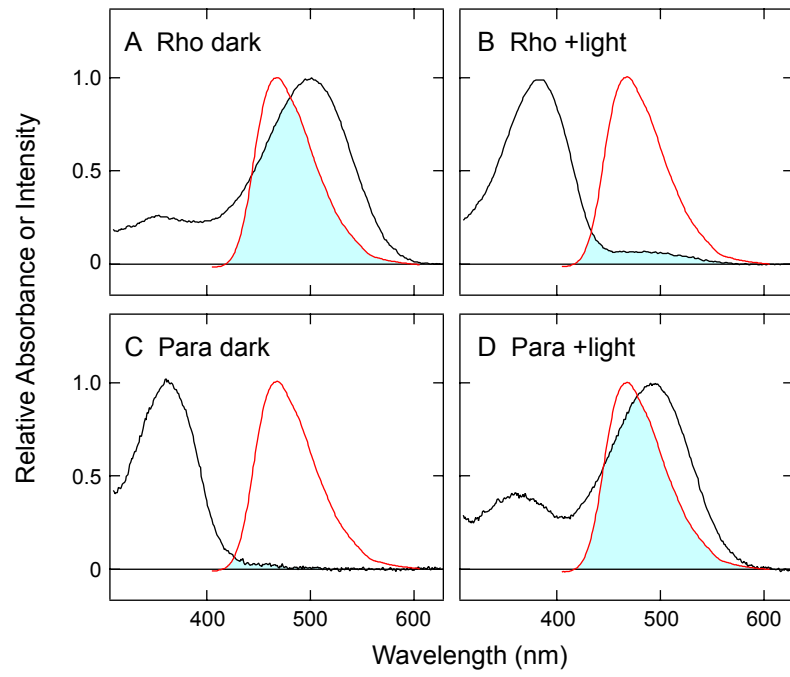 A Rho dark
B Rho +light
1.0
0.5
0
C Para dark
D Para +light
1.0
0.5
0
400 500 600
400 500 600
Relative Absorbance or Intensity
Wavelength (nm)